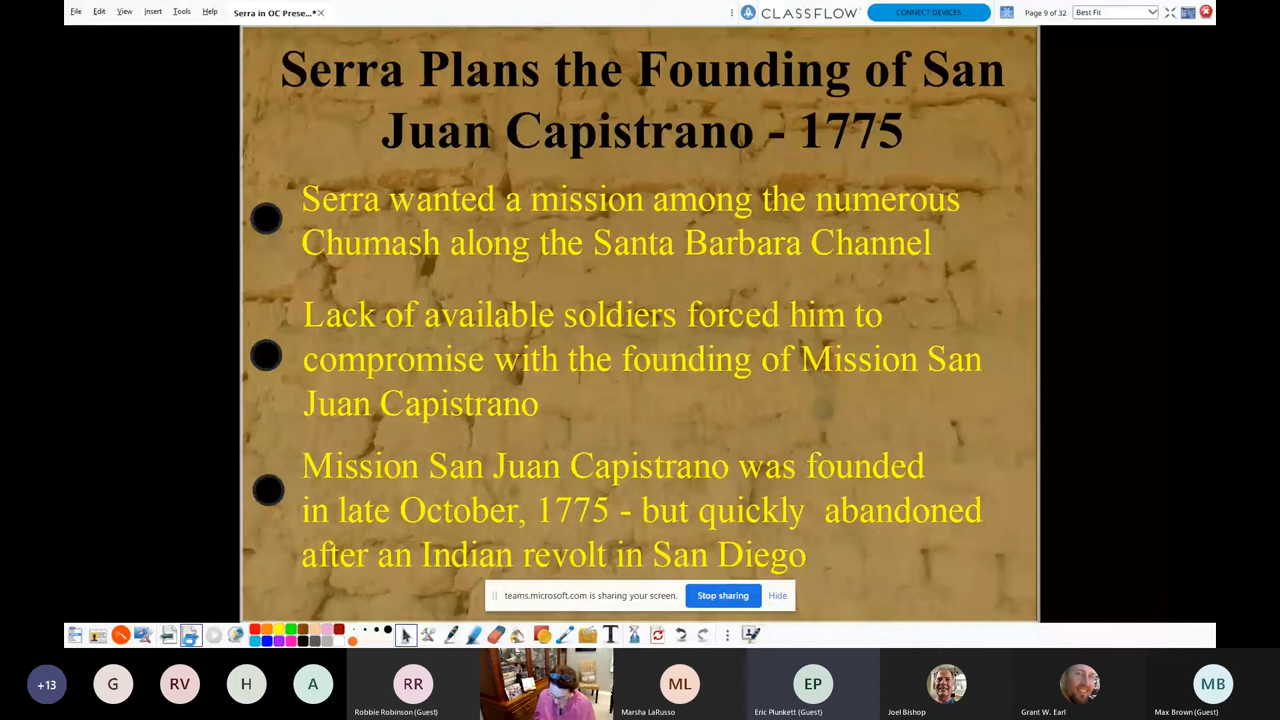 File Edit View Insert Tools Help Serra in OC Prese...* CLASSFLOW CONNECT DEVICES Page 9 of 32 Best Fit
Serra Plans the Founding of San
Juan Capistrano - 1775
Serra wanted a mission among the numerous
Chumash along the Santa Barbara Channel
Lack of available soldiers forced him to
compromise with the founding of Mission San
Juan Capistrano
Mission San Juan Capistrano was founded
in late October, 1775 - but quickly abandoned
after an Indian revolt in San Diego
teams.microsoft.com is sharing your screen. Stop sharing Hide
T
+13 G RV H A RR ML EP MB
Robbie Robinson (Guest) Marsha LaRusso Eric Plunkett (Guest) Joel Bishop Grant W. Earl Max Brown (Guest)